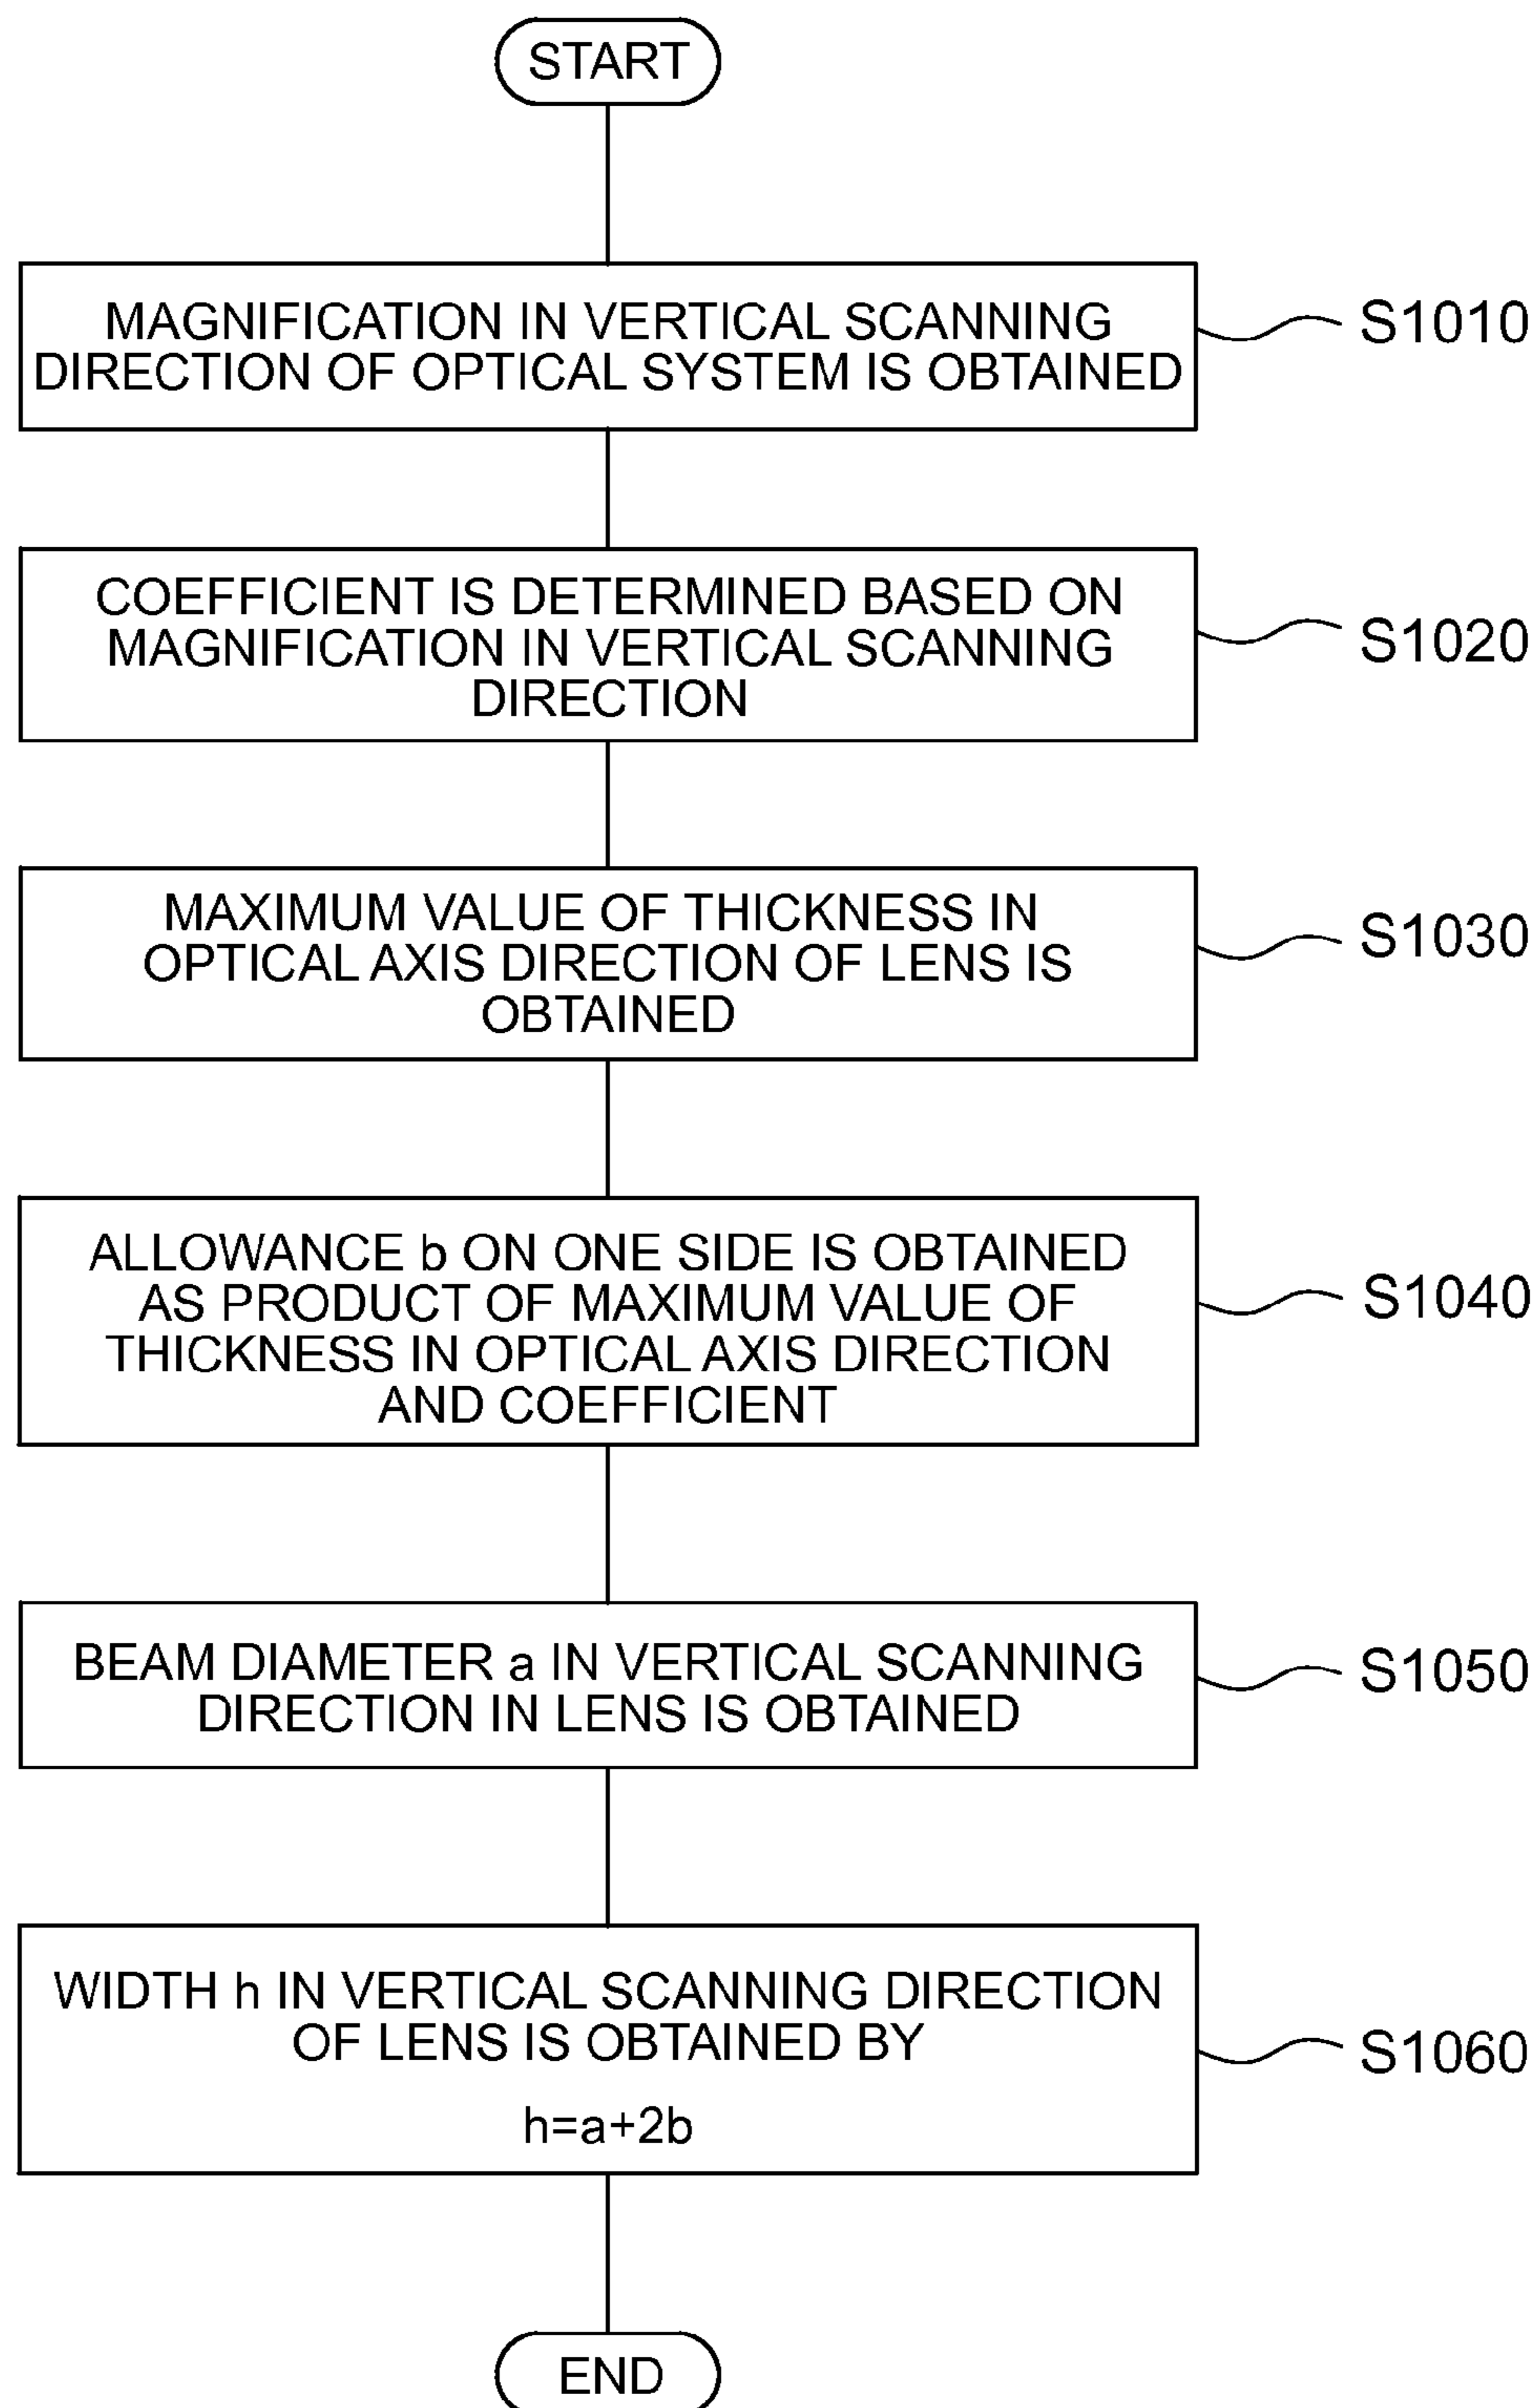 START
MAGNIFICATION IN VERTICAL SCANNING
DIRECTION OF OPTICAL SYSTEM IS OBTAINED
S1010
COEFFICIENT IS DETERMINED BASED ON
MAGNIFICATION IN VERTICAL SCANNING
DIRECTION
S1020
MAXIMUM VALUE OF THICKNESS IN
OPTICAL AXIS DIRECTION OF LENS IS
OBTAINED
S1030
ALLOWANCE b ON ONE SIDE IS OBTAINED
AS PRODUCT OF MAXIMUM VALUE OF
THICKNESS IN OPTICAL AXIS DIRECTION
AND COEFFICIENT
S1040
BEAM DIAMETER a IN VERTICAL SCANNING
DIRECTION IN LENS IS OBTAINED
S1050
WIDTH h IN VERTICAL SCANNING DIRECTION
OF LENS IS OBTAINED BY
h=a+2b
S1060
END